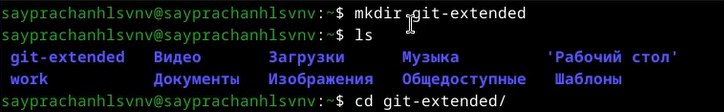 sayprachanhlsvnv@sayprachanhlsvnv:~$ mkdir git-extended
sayprachanhlsvnv@sayprachanhlsvnv:~$ ls
git-extended Видео Загрузки Музыка 'Рабочий стол'
work Документы Изображения Общедоступные Шаблоны
sayprachanhlsvnv@sayprachanhlsvnv:~$ cd git-extended/